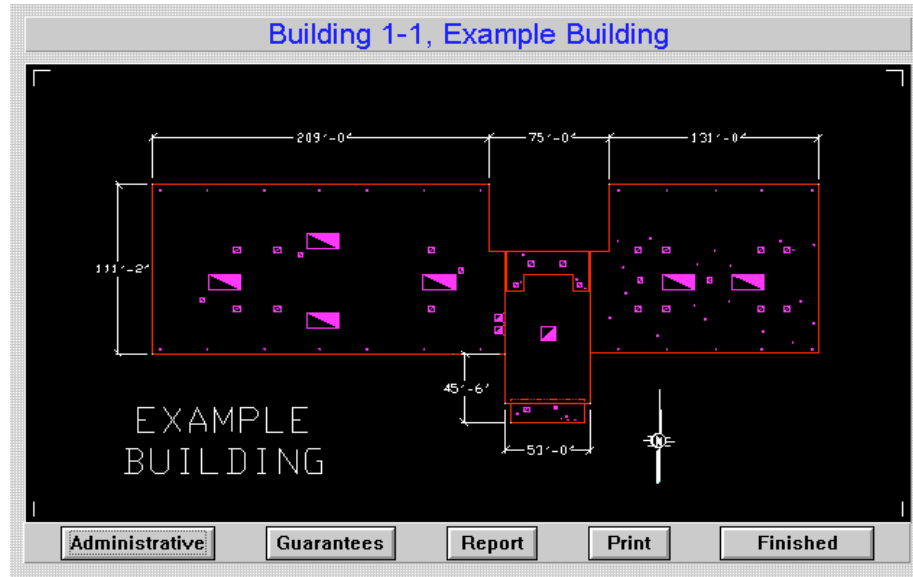 Building 1-1, Example Building
209'-0" 75'-0" 131'-0"
111'-2"
45'-6"
EXAMPLE
BUILDING
53'-0"
N
Administrative Guarantees Report Print Finished